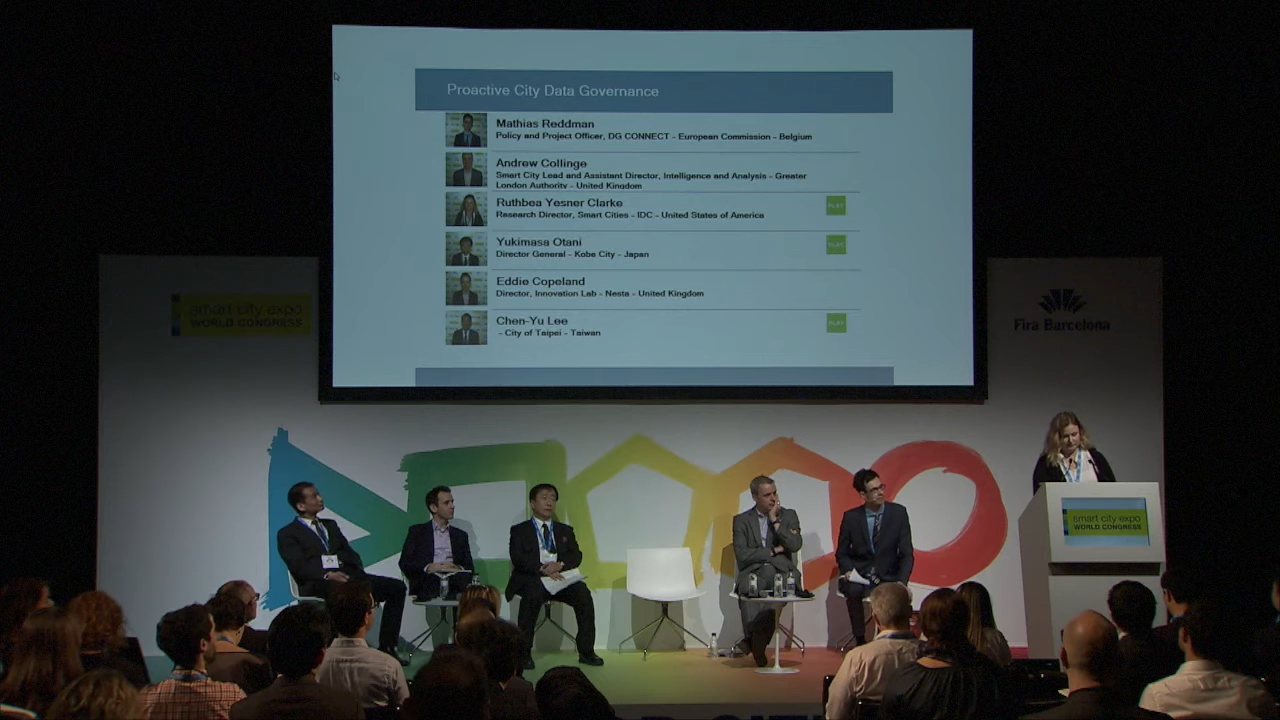 Proactive City Data Governance
Mathias Reddman
Policy and Project Officer, DG CONNECT - European Commission - Belgium
Andrew Collinge
Smart City Lead and Assistant Director, Intelligence and Analysis - Greater
London Authority - United Kingdom
Ruthbea Yesner Clarke
PLAY
Research Director, Smart Cities - IDC - United States of America
Yukimasa Otani
PLAY
Director General - Kobe City - Japan
Eddie Copeland
Director, Innovation Lab - Nesta - United Kingdom
Chen-Yu Lee
PLAY
- City of Taipei - Taiwan
smart city expo
WORLD CONGRESS
Fira Barcelona
smart city expo
WORLD CONGRESS